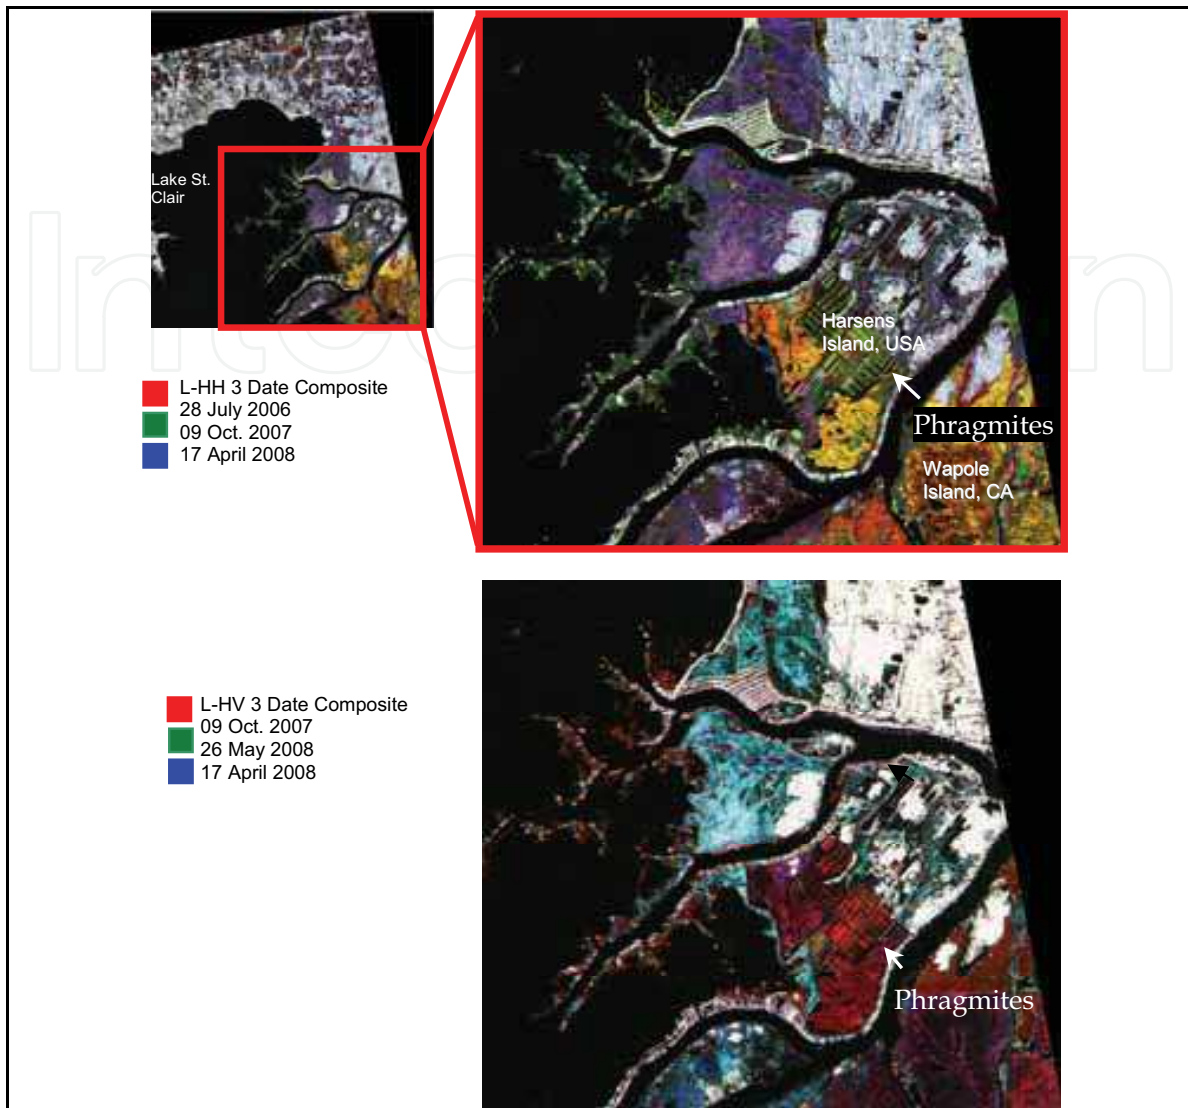 Lake St.
Clair
L-HH 3 Date Composite
28 July 2006
09 Oct. 2007
17 April 2008
Harsens
Island, USA
Phragmites
Wapole
Island, CA
L-HV 3 Date Composite
09 Oct. 2007
26 May 2008
17 April 2008
Phragmites